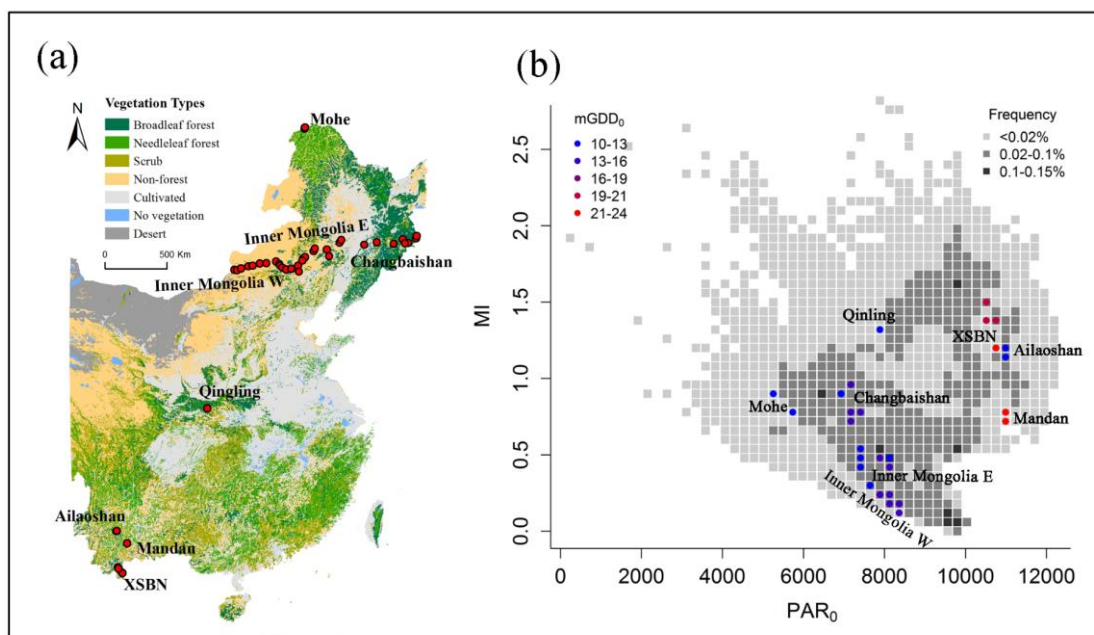 (a)
N
Vegetation Types
Broadleaf forest
Needleleaf forest
Scrub
Non-forest
Cultivated
No vegetation
Desert
0 500 Km
Mohe
Inner Mongolia E
Changbaishan
Inner Mongolia W
Qingling
Ailaoshan
Mandan
XSBN
(b)
mGDD₀
10-13
13-16
16-19
19-21
21-24
Frequency
<0.02%
0.02-0.1%
0.1-0.15%
MI
2.5
2.0
1.5
1.0
0.5
0.0
Qinling
XSBN
Ailaoshan
Mohe
Changbaishan
Mandan
Inner Mongolia E
Inner Mongolia W
0 2000 4000 6000 8000 10000 12000
PAR₀